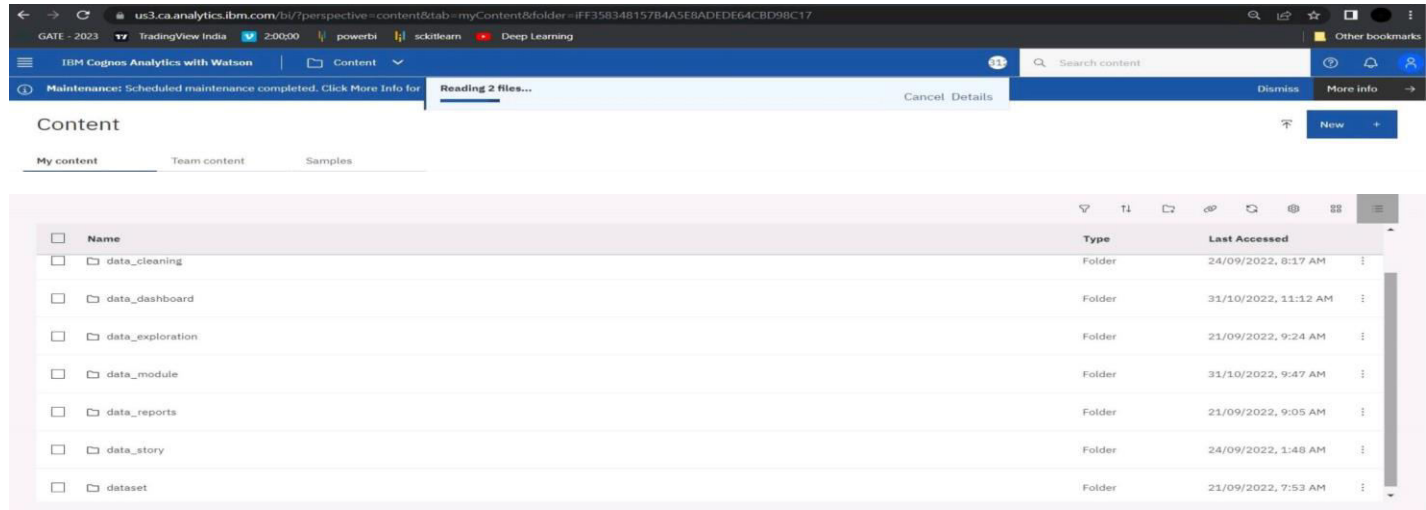 us3.ca.analytics.ibm.com/bi/?perspective=content&tab=myContent&folder=iFF358348157B4A5E8ADEDE64CBD98C17
GATE - 2023 TradingView India 2:00:00 powerbi sckitlearn Deep Learning Other bookmarks
IBM Cognos Analytics with Watson Content Search content
Maintenance: Scheduled maintenance completed. Click More Info for Reading 2 files... Cancel Details Dismiss More info
Content New +
My content Team content Samples
Name Type Last Accessed
data_cleaning Folder 24/09/2022, 8:17 AM
data_dashboard Folder 31/10/2022, 11:12 AM
data_exploration Folder 21/09/2022, 9:24 AM
data_module Folder 31/10/2022, 9:47 AM
data_reports Folder 21/09/2022, 9:05 AM
data_story Folder 24/09/2022, 1:48 AM
dataset Folder 21/09/2022, 7:53 AM